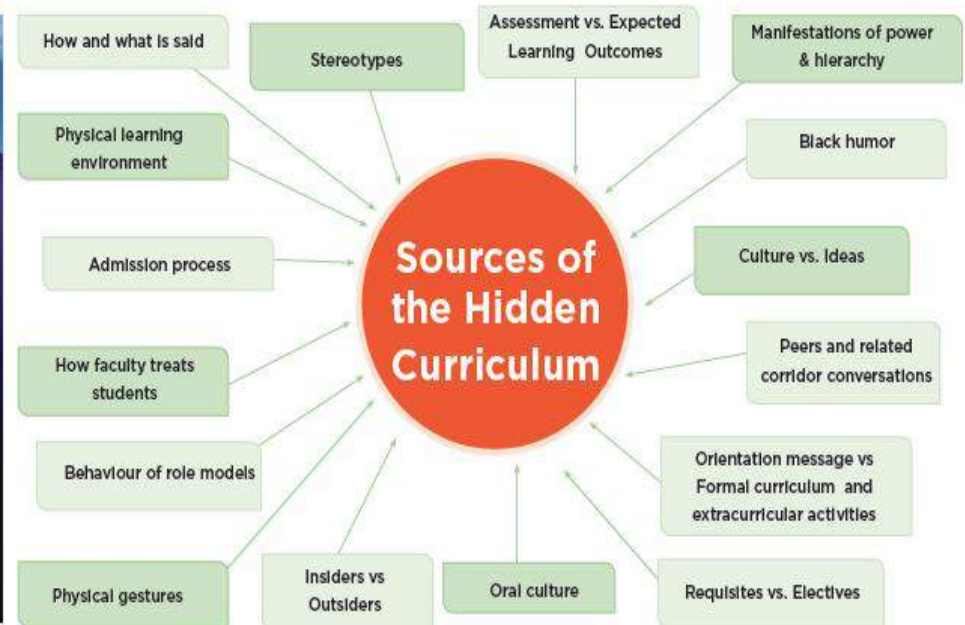 How and what is said
Stereotypes
Assessment vs. Expected
Learning Outcomes
Manifestations of power
& hierarchy
Physical learning
environment
Black humor
Admission process
Sources of
the Hidden
Curriculum
Culture vs. Ideas
How faculty treats
students
Peers and related
corridor conversations
Behaviour of role models
Orientation message vs
Formal curriculum and
extracurricular activities
Physical gestures
Insiders vs
Outsiders
Oral culture
Requisites vs. Electives